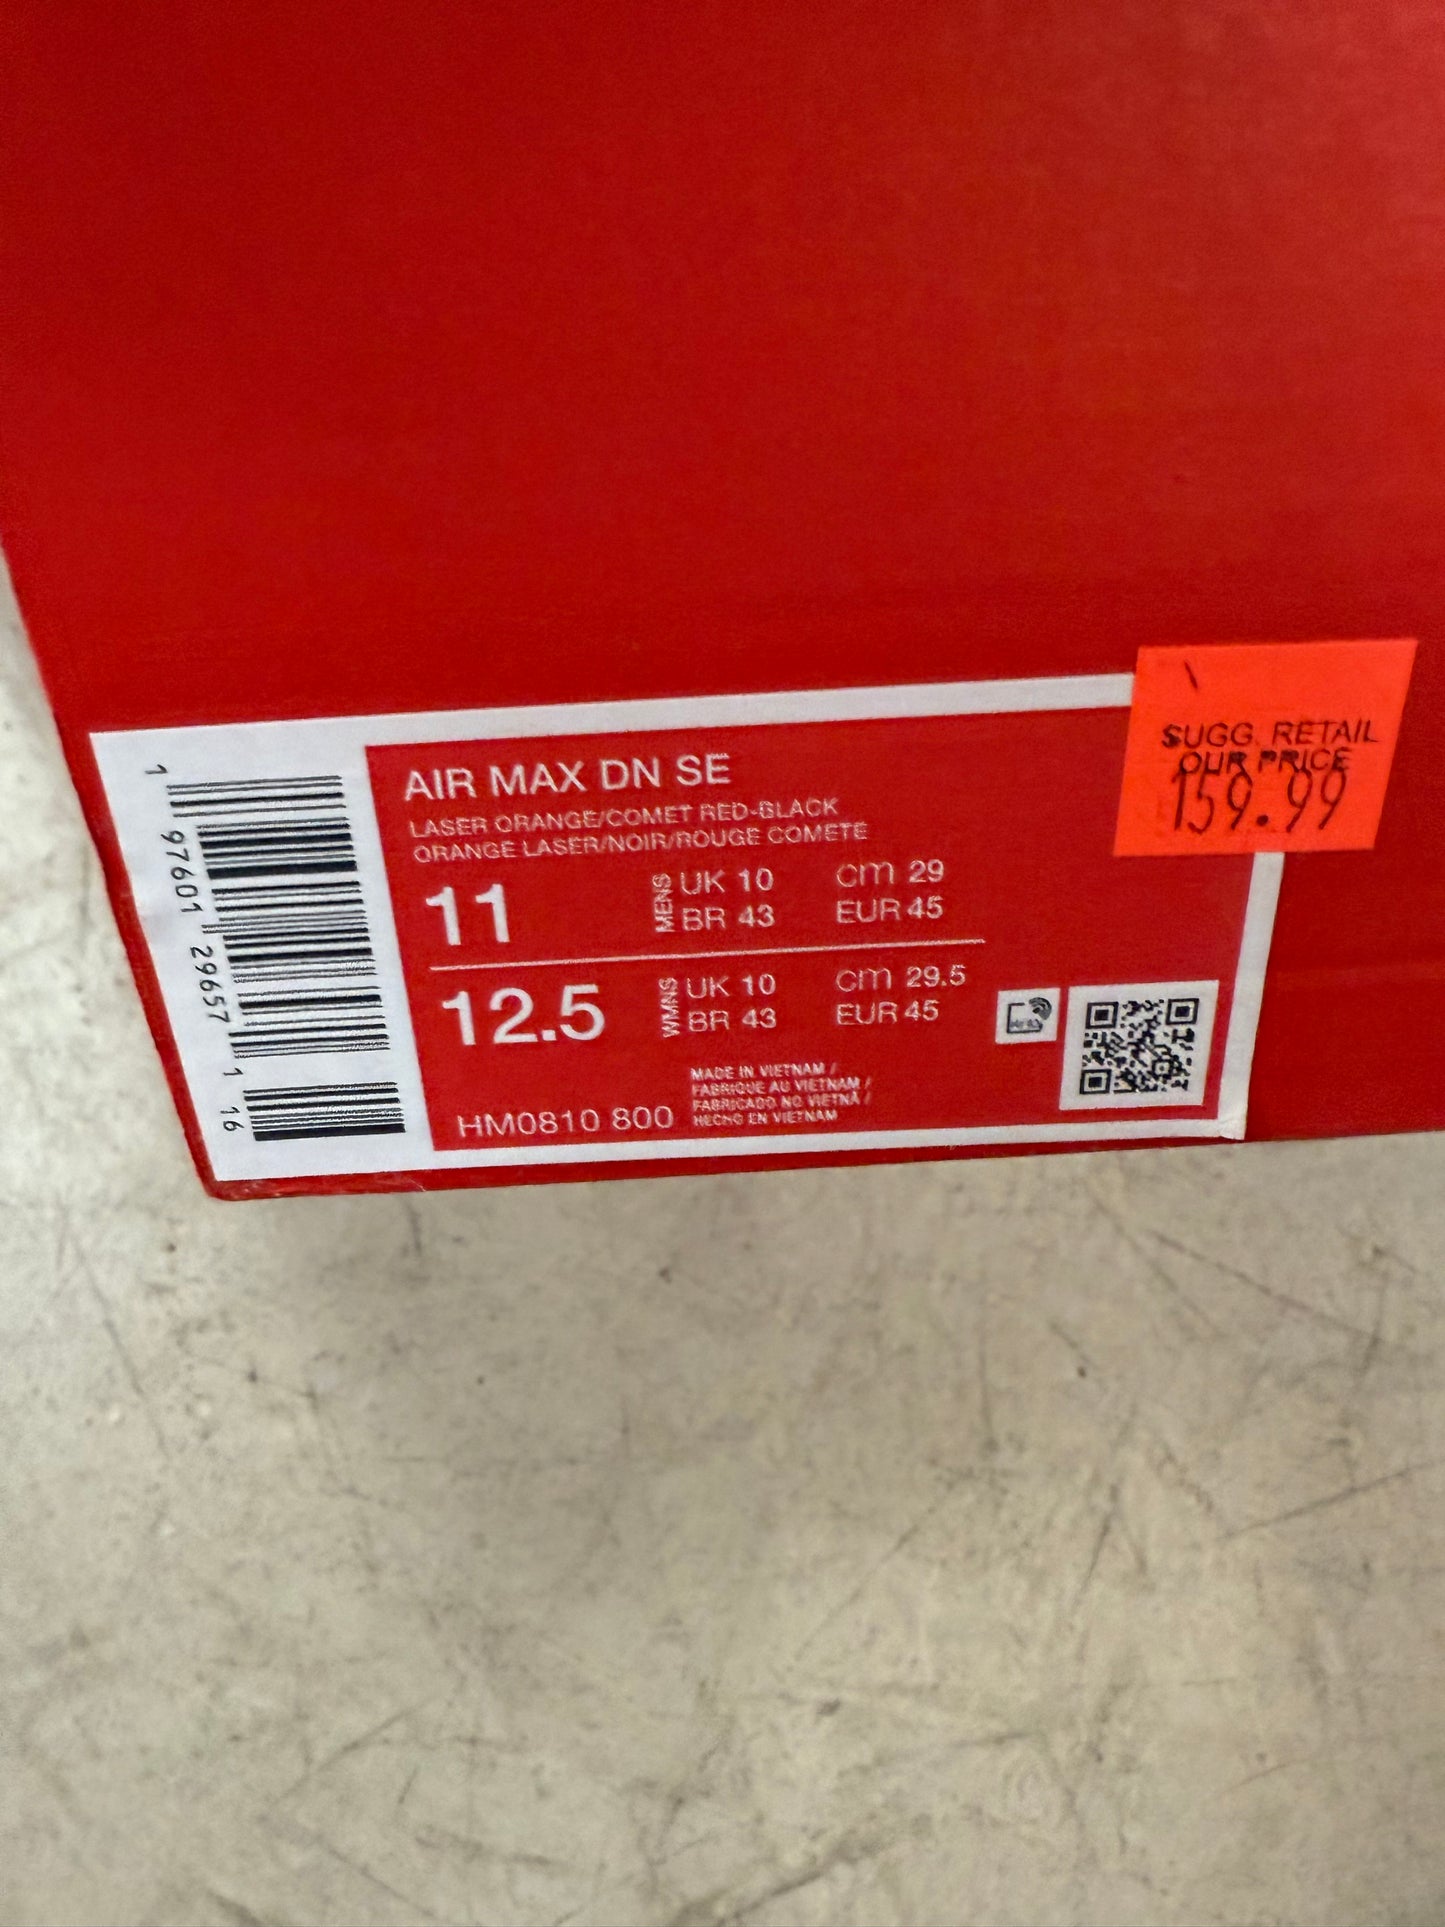 SUGG. RETAIL
OUR PRICE
159.99
AIR MAX DN SE
LASER ORANGE/COMET RED-BLACK
ORANGE LASER/NOIR/ROUGE COMETE
11 MENS UK 10 CM 29
BR 43 EUR 45
12.5 WMNS UK 10 CM 29.5
BR 43 EUR 45
HM0810 800
MADE IN VIETNAM /
FABRIQUE AU VIETNAM /
FABRICADO NO VIETNÃ /
HECHO EN VIETNAM
1 97601 29657 1 16